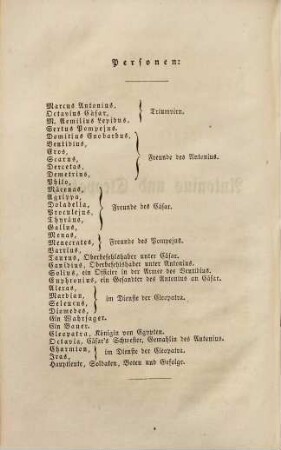 Personen:
Marcus Antonius,
Octavius Cäsar,
M. Aemilius Lepidus,
Triumvirn.
Sextus Pompejus.
Domitius Enobarbus,
Ventidius,
Eros,
Scarus,
Dercetas,
Demetrius,
Philo,
Freunde des Antonius.
Mäcenas,
Agrippa,
Dolabella,
Proculejus,
Thyräus,
Gallus,
Freunde des Cäsar.
Menas,
Menecrates,
Varrius,
Freunde des Pompejus.
Taurus, Oberbefehlshaber unter Cäsar.
Canidius, Oberbefehlshaber unter Antonius.
Silius, ein Officier in der Armee des Ventidius.
Euphronius, ein Gesandter des Antonius an Cäsar.
Alexas,
Mardian,
Seleucus,
Diomedes,
im Dienste der Cleopatra.
Ein Wahrsager.
Ein Bauer.
Cleopatra, Königin von Egypten.
Octavia, Cäsar's Schwester, Gemahlin des Antonius.
Charmion,
Iras,
im Dienste der Cleopatra.
Hauptleute, Soldaten, Boten und Gefolge.